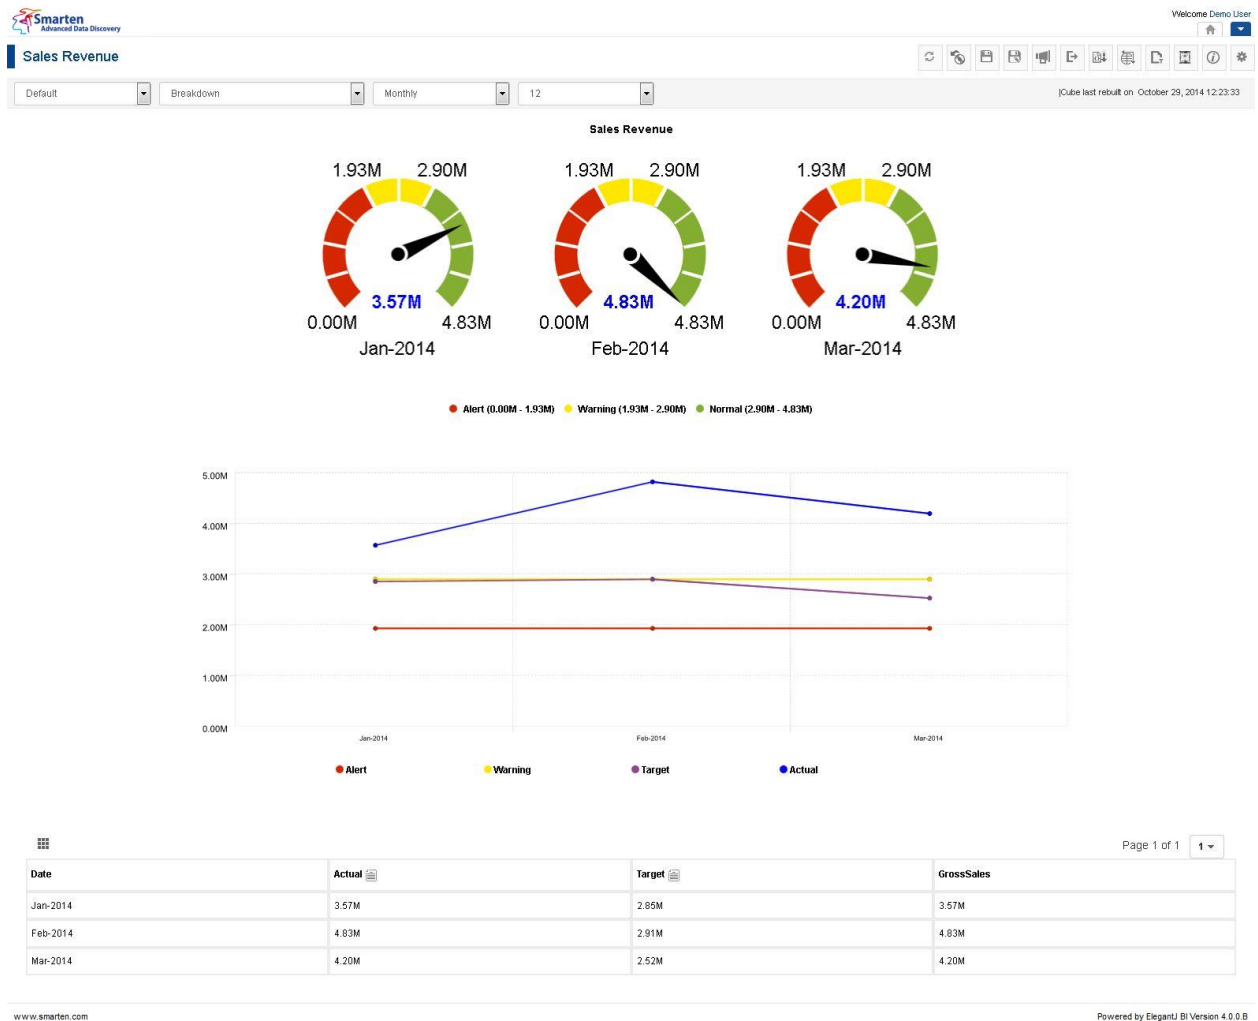 Smarten
Advanced Data Discovery
Welcome Demo User
Sales Revenue
Default
Breakdown
Monthly
12
|Cube last rebuilt on October 29, 2014 12:23:33
Sales Revenue
1.93M 2.90M 1.93M 2.90M 1.93M 2.90M
3.57M 4.83M 4.20M
0.00M 4.83M 0.00M 4.83M 0.00M 4.83M
Jan-2014 Feb-2014 Mar-2014
Alert (0.00M - 1.93M) Warning (1.93M - 2.90M) Normal (2.90M - 4.83M)
5.00M
4.00M
3.00M
2.00M
1.00M
0.00M
Jan-2014 Feb-2014 Mar-2014
Alert Warning Target Actual
Page 1 of 1 1
Date Actual Target GrossSales
Jan-2014 3.57M 2.85M 3.57M
Feb-2014 4.83M 2.91M 4.83M
Mar-2014 4.20M 2.52M 4.20M
www.smarten.com
Powered by ElegantJ BI Version 4.0.0.B